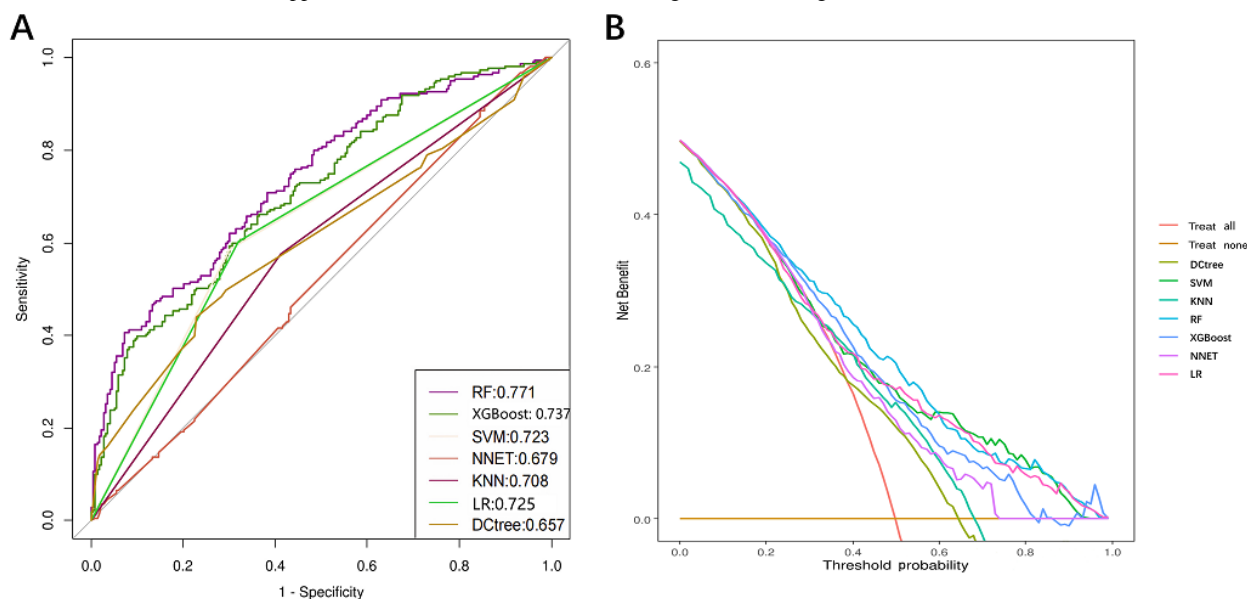 A
1.0
0.8
0.6
0.4
0.2
0.0
Sensitivity
0.0 0.2 0.4 0.6 0.8 1.0
1 - Specificity
RF:0.771
XGBoost: 0.737
SVM:0.723
NNET:0.679
KNN:0.708
LR:0.725
DCtree:0.657
B
0.6
0.4
0.2
0.0
Net Benefit
0.0 0.2 0.4 0.6 0.8 1.0
Threshold probability
Treat all
Treat none
DCtree
SVM
KNN
RF
XGBoost
NNET
LR